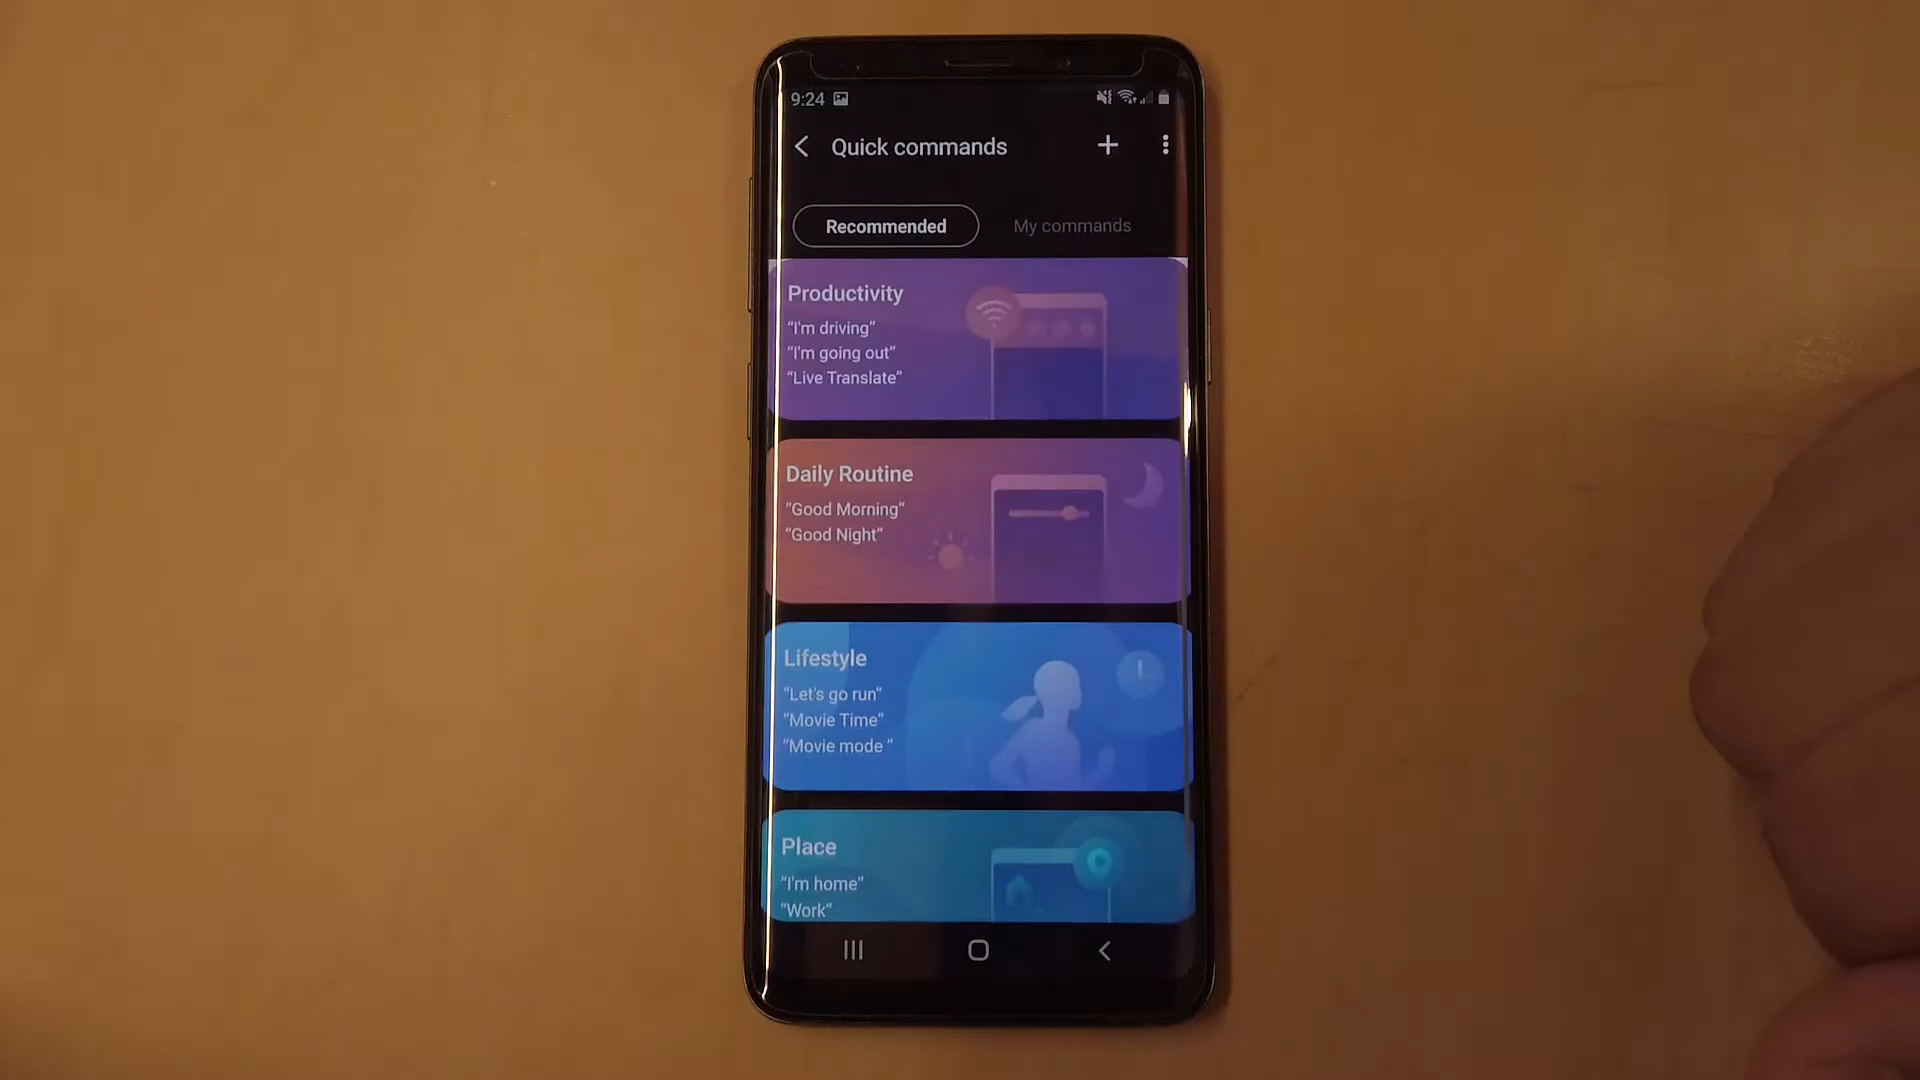 9:24
Quick commands
Recommended
My commands
Productivity
“I'm driving”
“I'm going out”
“Live Translate”
Daily Routine
“Good Morning”
“Good Night”
Lifestyle
“Let's go run”
“Movie Time”
“Movie mode ”
Place
“I'm home”
“Work”